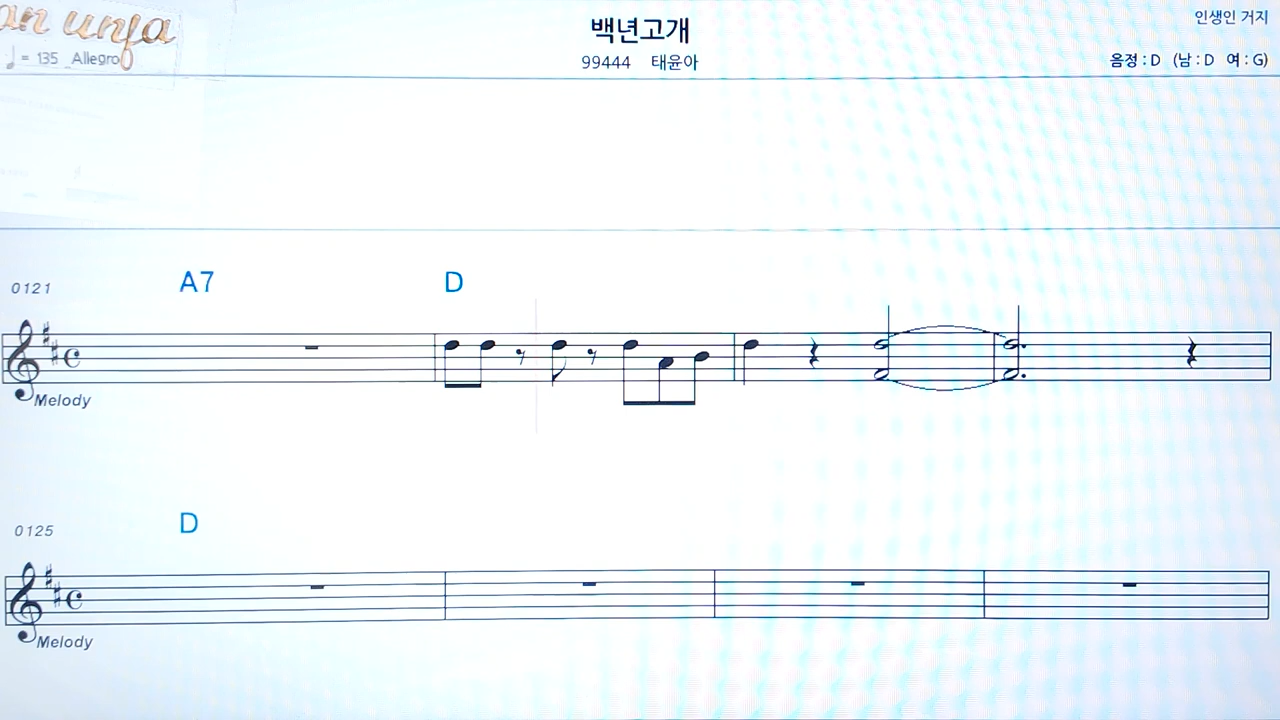 백년고개
인생인 거지
♩ = 135 Allegro
99444 태윤아
음정 : D (남 : D 여 : G)
0121
A7 D
Melody
0125
D
Melody